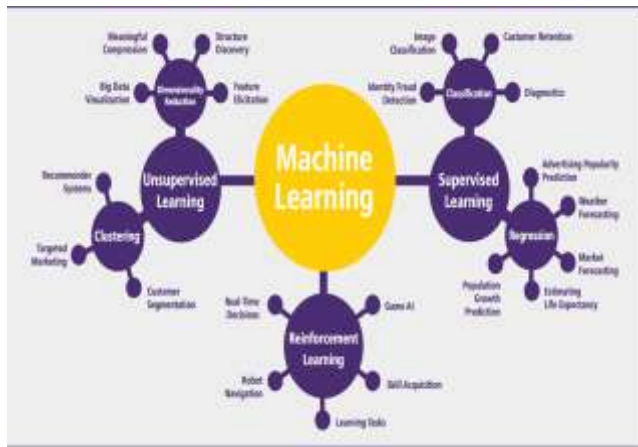 Meaningful
Compression
Structure
Discovery
Big Data
Visualisation
Dimensionality
Reduction
Feature
Elicitation
Recommender
Systems
Unsupervised
Learning
Targeted
Marketing
Clustering
Customer
Segmentation
Machine
Learning
Image
Classification
Customer Retention
Identity Fraud
Detection
Classification
Diagnostics
Supervised
Learning
Advertising Popularity
Prediction
Weather
Forecasting
Regression
Market
Forecasting
Population
Growth
Prediction
Estimating
Life Expectancy
Real-Time
Decisions
Game AI
Reinforcement
Learning
Robot
Navigation
Skill Acquisition
Learning Tasks